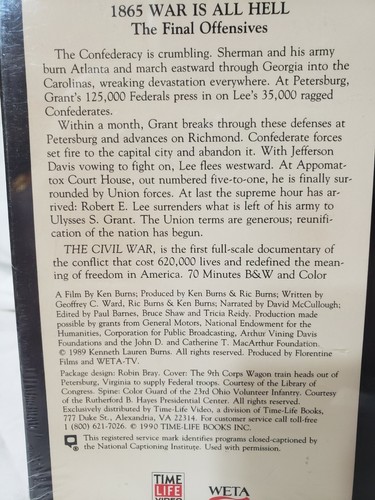 1865 WAR IS ALL HELL
The Final Offensives
The Confederacy is crumbling. Sherman and his army
burn Atlanta and march eastward through Georgia into the
Carolinas, wreaking devastation everywhere. At Petersburg,
Grant's 125,000 Federals press in on Lee's 35,000 ragged
Confederates.
Within a month, Grant breaks through these defenses at
Petersburg and advances on Richmond. Confederate forces
set fire to the capital city and abandon it. With Jefferson
Davis vowing to fight on, Lee flees westward. At Appomat-
tox Court House, out numbered five-to-one, he is finally sur-
rounded by Union forces. At last the supreme hour has ar-
rived: Robert E. Lee surrenders what is left of his army to
Ulysses S. Grant. The Union terms are generous; reunifi-
cation of the nation has begun.
THE CIVIL WAR, is the first full-scale documentary of
the conflict that cost 620,000 lives and redefined the mean-
ing of freedom in America. 70 Minutes B&W and Color
A Film By Ken Burns; Produced by Ken Burns & Ric Burns; Written by
Geoffrey C. Ward, Ric Burns & Ken Burns; Narrated by David McCullough;
Edited by Paul Barnes, Bruce Shaw and Tricia Reidy. Production made
possible by grants from General Motors, National Endowment for the
Humanities, Corporation for Public Broadcasting, Arthur Vining Davis
Foundations and the John D. and Catherine T. MacArthur Foundation.
© 1989 Kenneth Lauren Burns. All rights reserved. Produced by Florentine
Films and WETA-TV.
Package design: Robin Bray. Cover: The 9th Corps Wagon train heads out of
Petersburg, Virginia to supply Federal troops. Courtesy of the Library of
Congress. Spine: Color Guard of the 23rd Ohio Volunteer Infantry. Courtesy
of the Rutherford B. Hayes Presidential Center. All rights reserved.
Exclusively distributed by Time-Life Video, a division of Time-Life Books,
777 Duke St., Alexandria, VA 22314. For customer service call toll-free
1 (800) 621-7026. © 1990 TIME-LIFE BOOKS INC.
This registered service mark identifies programs closed-captioned by
the National Captioning Institute. Used with permission.
TIME
LIFE
VIDEO
WETA